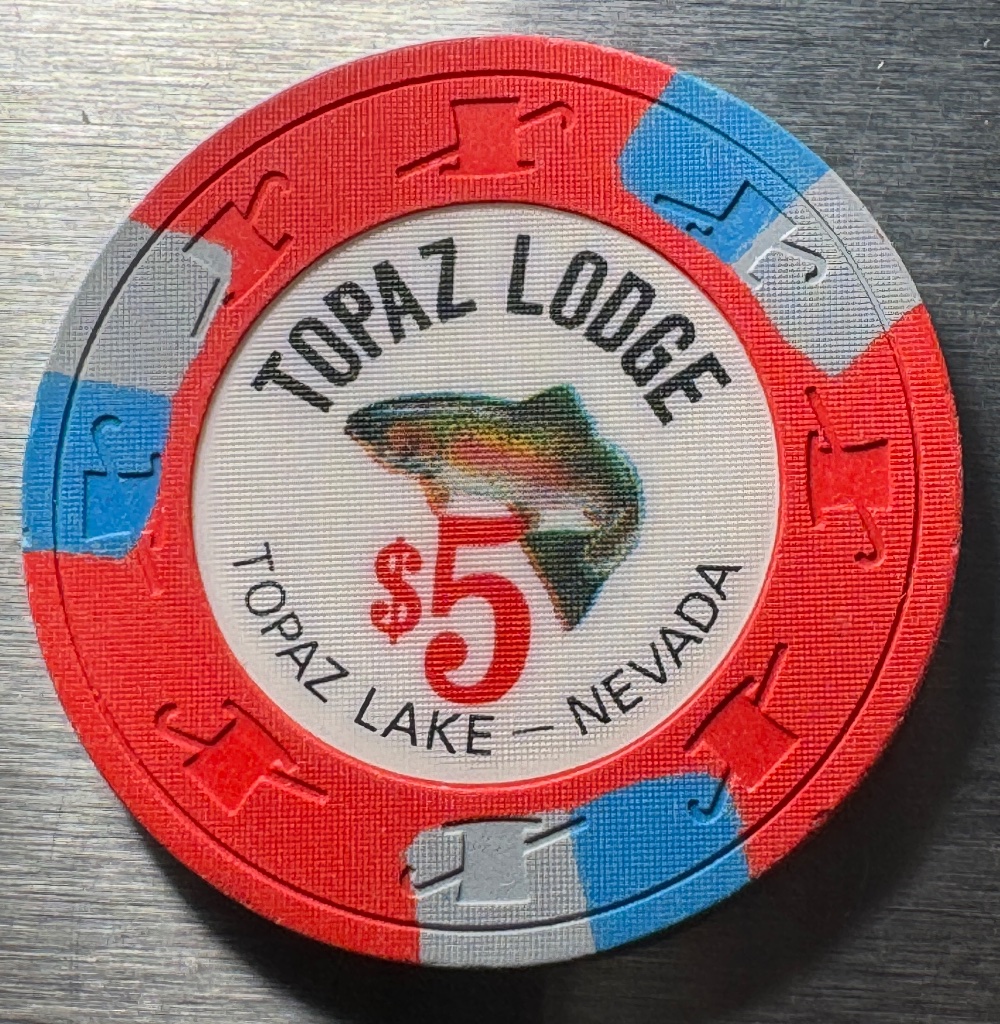 TOPAZ LODGE
$5
TOPAZ LAKE – NEVADA